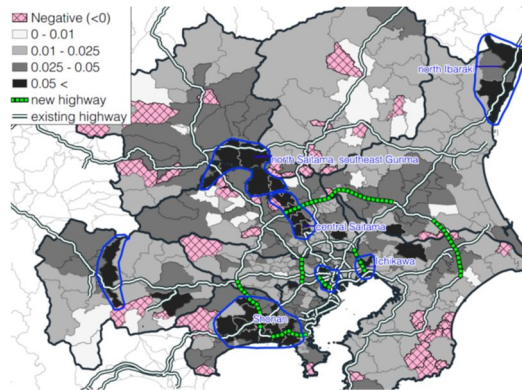 Negative (<0)
0 - 0.01
0.01 - 0.025
0.025 - 0.05
0.05 <
new highway
existing highway
north Ibaraki
north Saitama, southeast Gunma
central Saitama
Ichikawa
Shonan